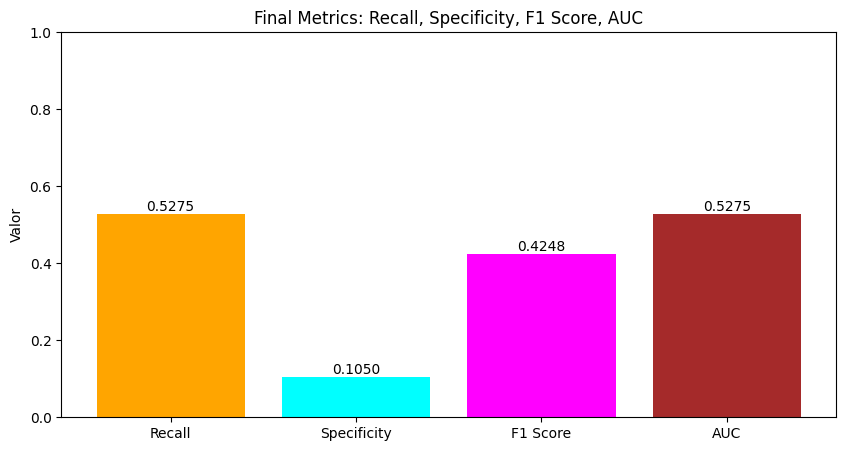 Final Metrics: Recall, Specificity, F1 Score, AUC
1.0
0.8
0.6
0.4
0.2
0.0
Valor
0.5275
0.1050
0.4248
0.5275
Recall
Specificity
F1 Score
AUC